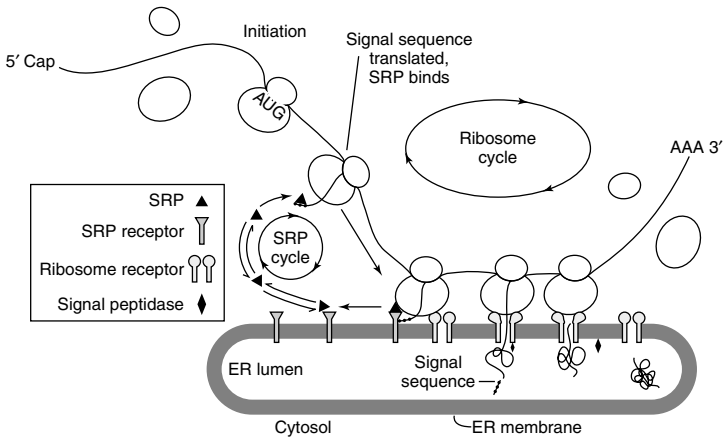 Initiation
5′ Cap
Signal sequence
translated,
SRP binds
AUG
Ribosome
cycle
AAA 3′
SRP
SRP receptor
Ribosome receptor
Signal peptidase
SRP
cycle
ER lumen
Signal
sequence
Cytosol
ER membrane